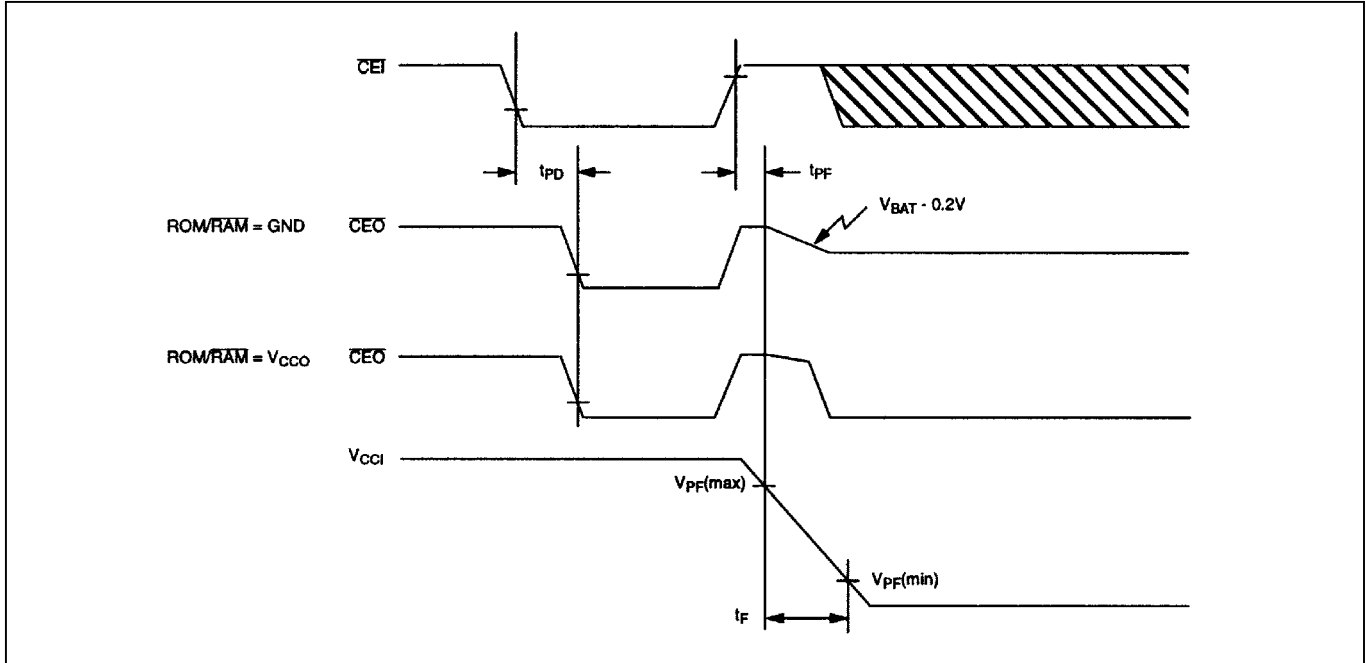 CEI
tPD
tPF
VBAT - 0.2V
ROM/RAM = GND CEO
ROM/RAM = VCCO CEO
VCCI
VPF(max)
VPF(min)
tF